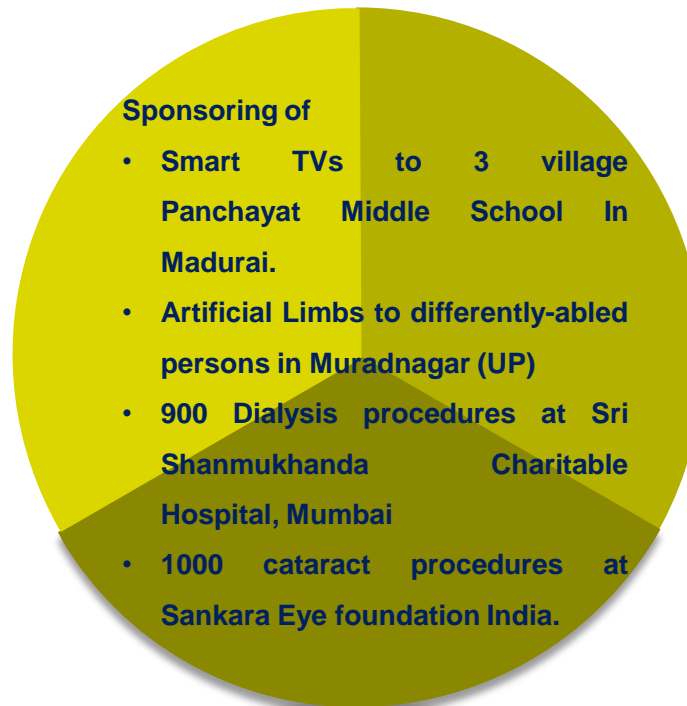 Sponsoring of
• Smart TVs to 3 village
Panchayat Middle School In
Madurai.
• Artificial Limbs to differently-abled
persons in Muradnagar (UP)
• 900 Dialysis procedures at Sri
Shanmukhanda Charitable
Hospital, Mumbai
• 1000 cataract procedures at
Sankara Eye foundation India.